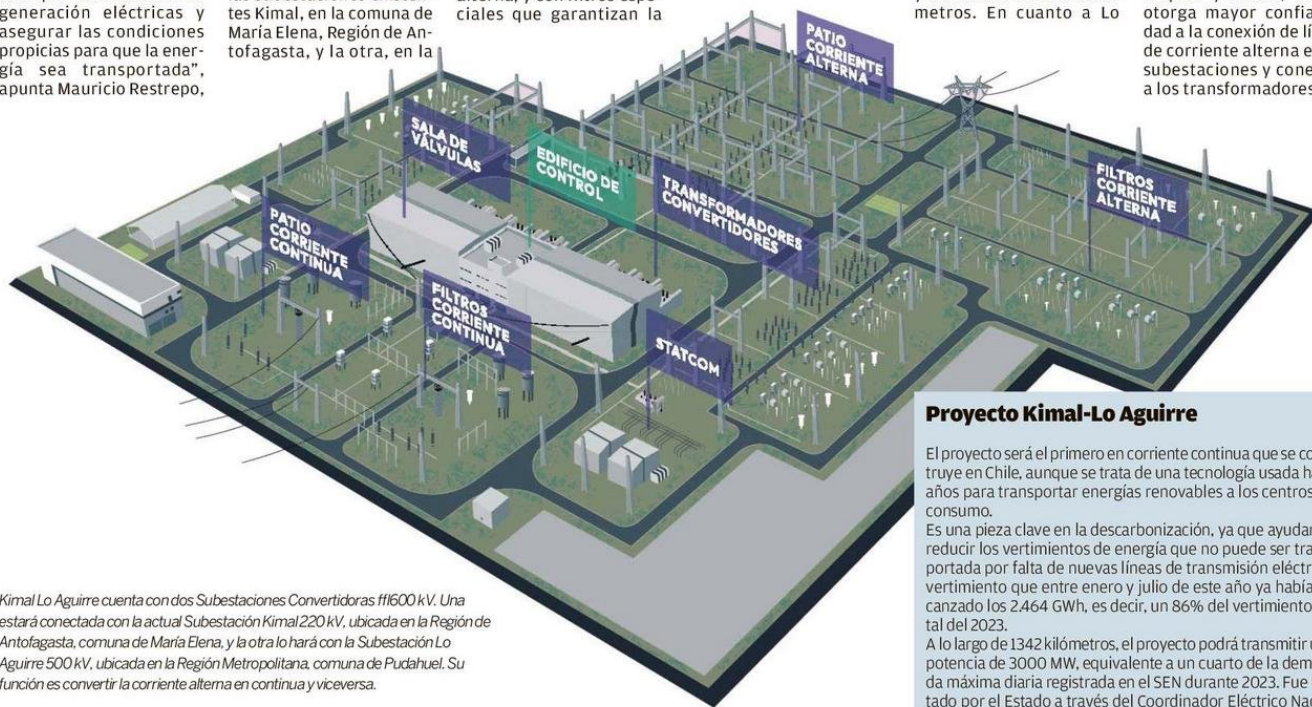 generación eléctricas y
asegurar las condiciones
propicias para que la ener-
gía sea transportada”,
apunta Mauricio Restrepo,
tes Kimal, en la comuna de
María Elena, Región de An-
tofagasta, y la otra, en la
ciales que garantizan la
metros. En cuanto a Lo
otorga mayor confia
dad a la conexión de lí
de corriente alterna e
subestaciones y cone
a los transformadores
PATIO
CORRIENTE
ALTERNA
SALA DE
VÁLVULAS
EDIFICIO DE
CONTROL
TRANSFORMADORES
CONVERTIDORES
FILTROS
CORRIENTE
ALTERNA
PATIO
CORRIENTE
CONTINUA
FILTROS
CORRIENTE
CONTINUA
STATCOM
Kimal Lo Aguirre cuenta con dos Subestaciones Convertidoras ffl600 kV. Una
estará conectada con la actual Subestación Kimal 220 kV, ubicada en la Región de
Antofagasta, comuna de María Elena, y la otra lo hará con la Subestación Lo
Aguirre 500 kV, ubicada en la Región Metropolitana, comuna de Pudahuel. Su
función es convertir la corriente alterna en continua y viceversa.
Proyecto Kimal-Lo Aguirre
El proyecto será el primero en corriente continua que se co
truye en Chile, aunque se trata de una tecnología usada h
años para transportar energías renovables a los centros
consumo.
Es una pieza clave en la descarbonización, ya que ayuda
reducir los vertimientos de energía que no puede ser tra
portada por falta de nuevas líneas de transmisión eléctr
vertimiento que entre enero y julio de este año ya había
canzado los 2.464 GWh, es decir, un 86% del vertimiento
tal del 2023.
A lo largo de 1342 kilómetros, el proyecto podrá transmitir u
potencia de 3000 MW, equivalente a un cuarto de la dem
da máxima diaria registrada en el SEN durante 2023. Fue
tado por el Estado a través del Coordinador Eléctrico Nac